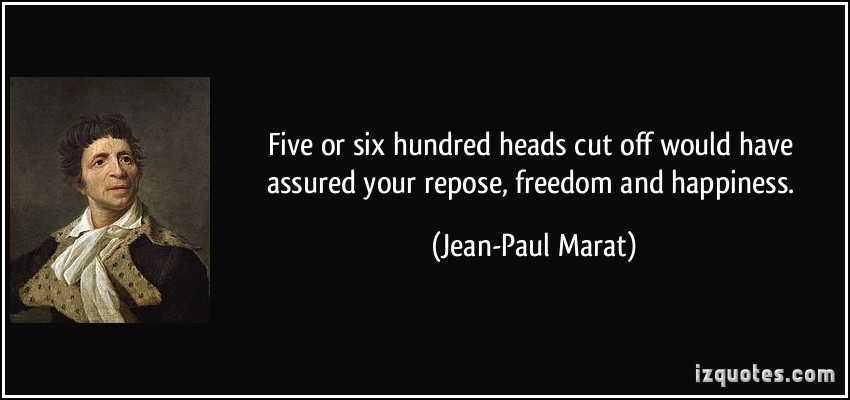 Five or six hundred heads cut off would have
assured your repose, freedom and happiness.
(Jean-Paul Marat)
izquotes.com